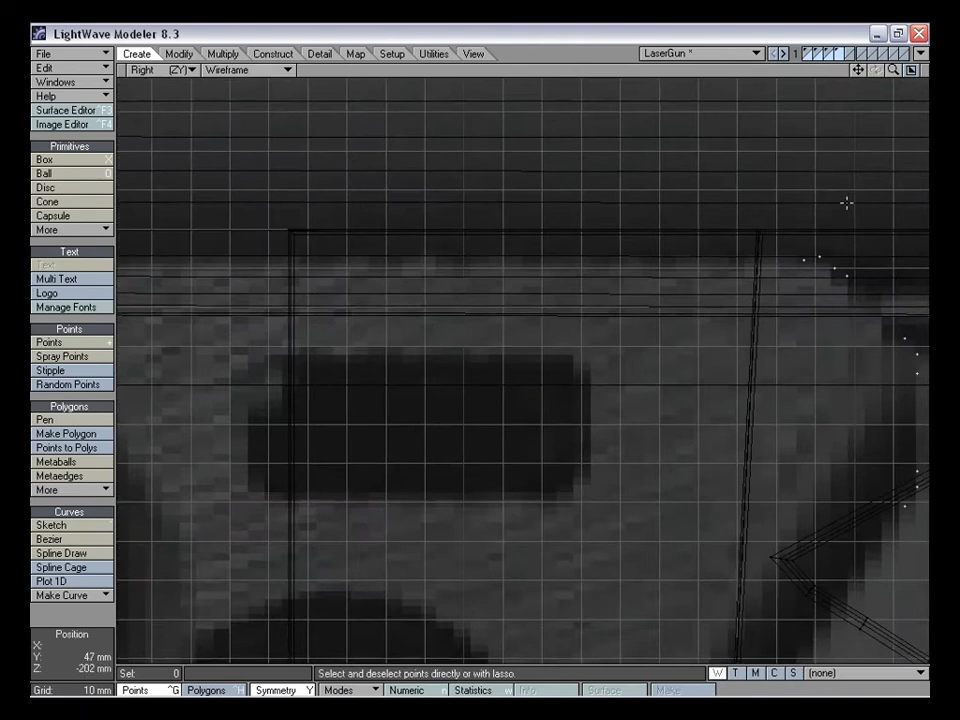 LightWave Modeler 8.3
File Create Modify Multiply Construct Detail Map Setup Utilities View LaserGun * 1
Edit Right (ZY) Wireframe
Windows
Help
Surface Editor F3
Image Editor ^F4
Primitives
Box X
Ball O
Disc
Cone
Capsule
More
Text
Text
Multi Text
Logo
Manage Fonts
Points
Points +
Spray Points
Stipple
Random Points
Polygons
Pen
Make Polygon
Points to Polys
Metaballs
Metaedges
More
Curves
Sketch
Bezier
Spline Draw
Spline Cage
Plot 1D
Make Curve
Position
X:
Y: 47 mm
Z: -202 mm
Sel: 0 Select and deselect points directly or with lasso. W T M C S (none)
Grid: 10 mm Points ^G Polygons ^H Symmetry Y Modes Numeric n Statistics w Info Surface Make